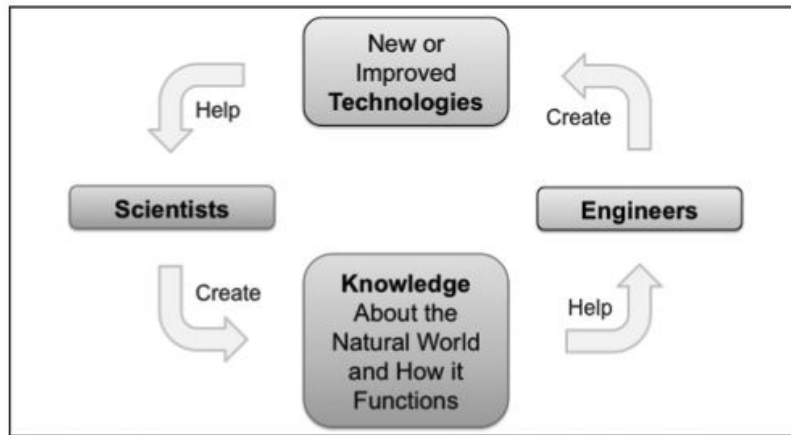 New or
Improved
Technologies
Help
Create
Scientists
Engineers
Create
Knowledge
About the
Natural World
and How it
Functions
Help